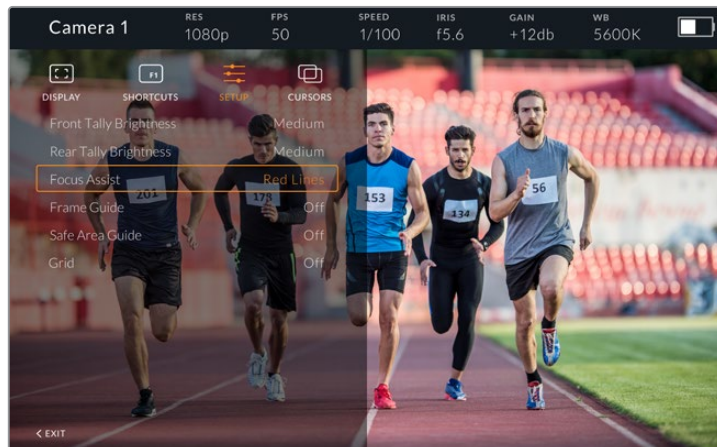 Camera 1
RES
1080p
FPS
50
SPEED
1/100
IRIS
f5.6
GAIN
+12db
WB
5600K
DISPLAY
F1
SHORTCUTS
SETUP
CURSORS
Front Tally Brightness Medium
Rear Tally Brightness Medium
Focus Assist Red Lines
Frame Guide Off
Safe Area Guide Off
Grid Off
201
178
153
134
56
< EXIT